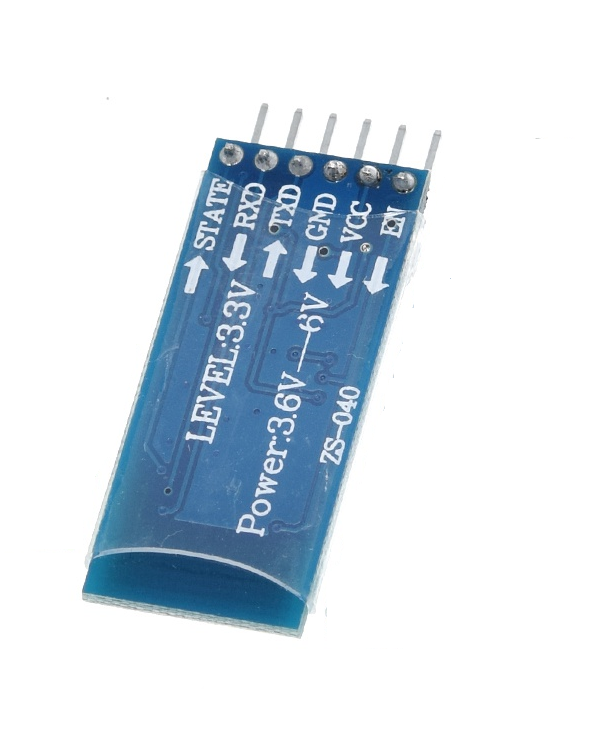 STATE
RXD
TXD
GND
VCC
EN
LEVEL:3.3V
Power:3.6V—6V
ZS-040